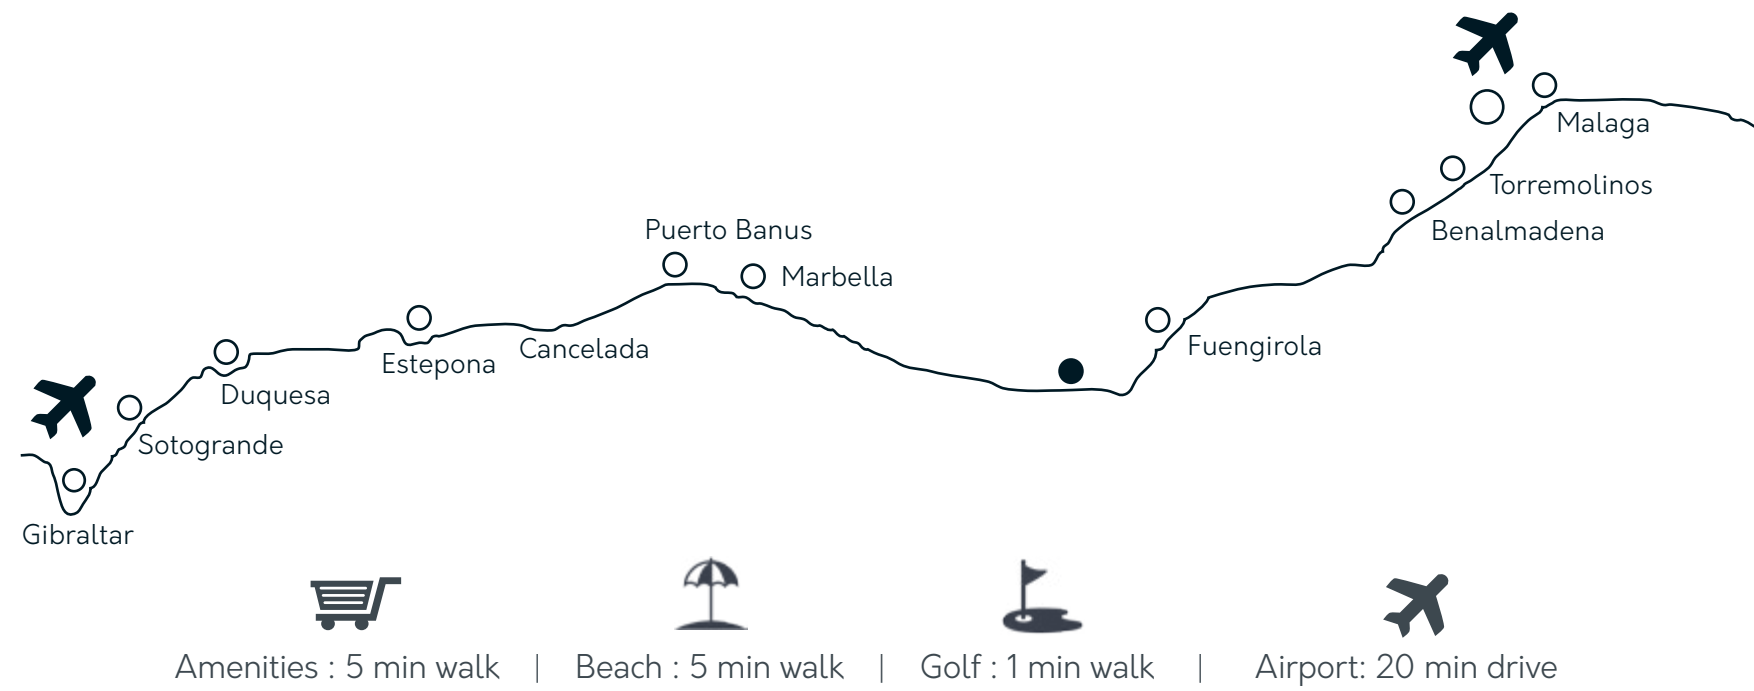 Malaga
Torremolinos
Benalmadena
Puerto Banus
Marbella
Fuengirola
Cancelada
Estepona
Duquesa
Sotogrande
Gibraltar
Amenities : 5 min walk | Beach : 5 min walk | Golf : 1 min walk | Airport: 20 min drive